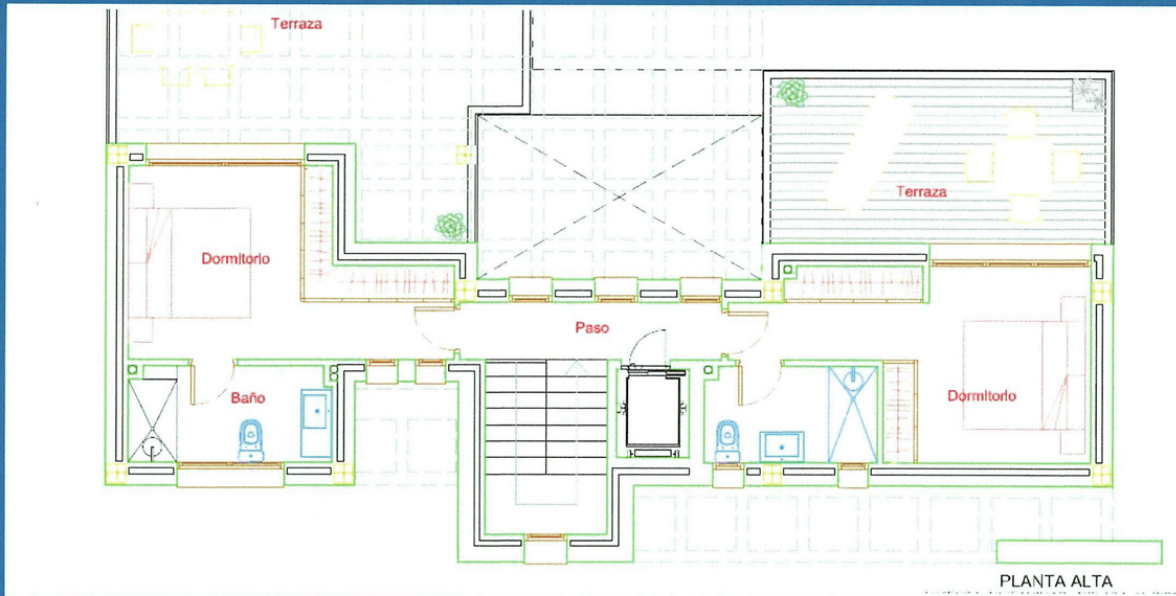 Terraza
Terraza
Dormitorio
Paso
Baño
Dormitorio
PLANTA ALTA